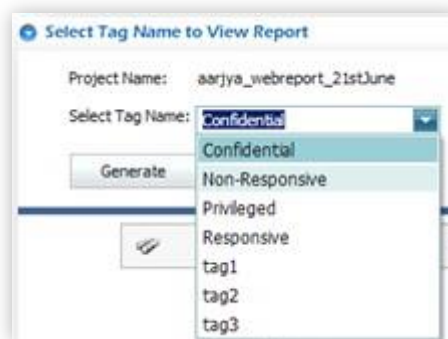 Select Tag Name to View Report
Project Name: aarjya_webreport_21stJune
Select Tag Name: Confidential
Confidential
Generate
Non-Responsive
Privileged
Responsive
tag1
tag2
tag3